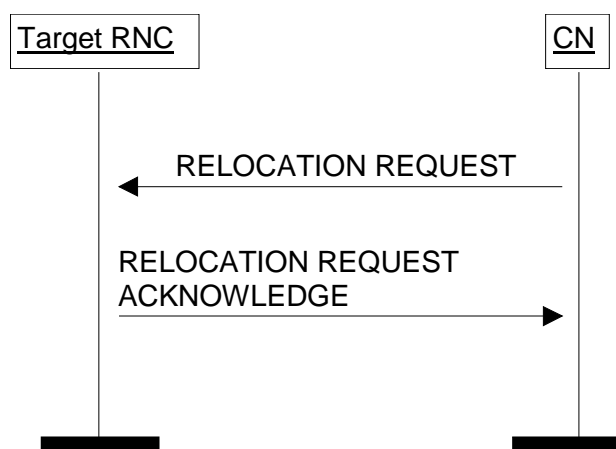 Target RNC
CN
RELOCATION REQUEST
RELOCATION REQUEST
ACKNOWLEDGE